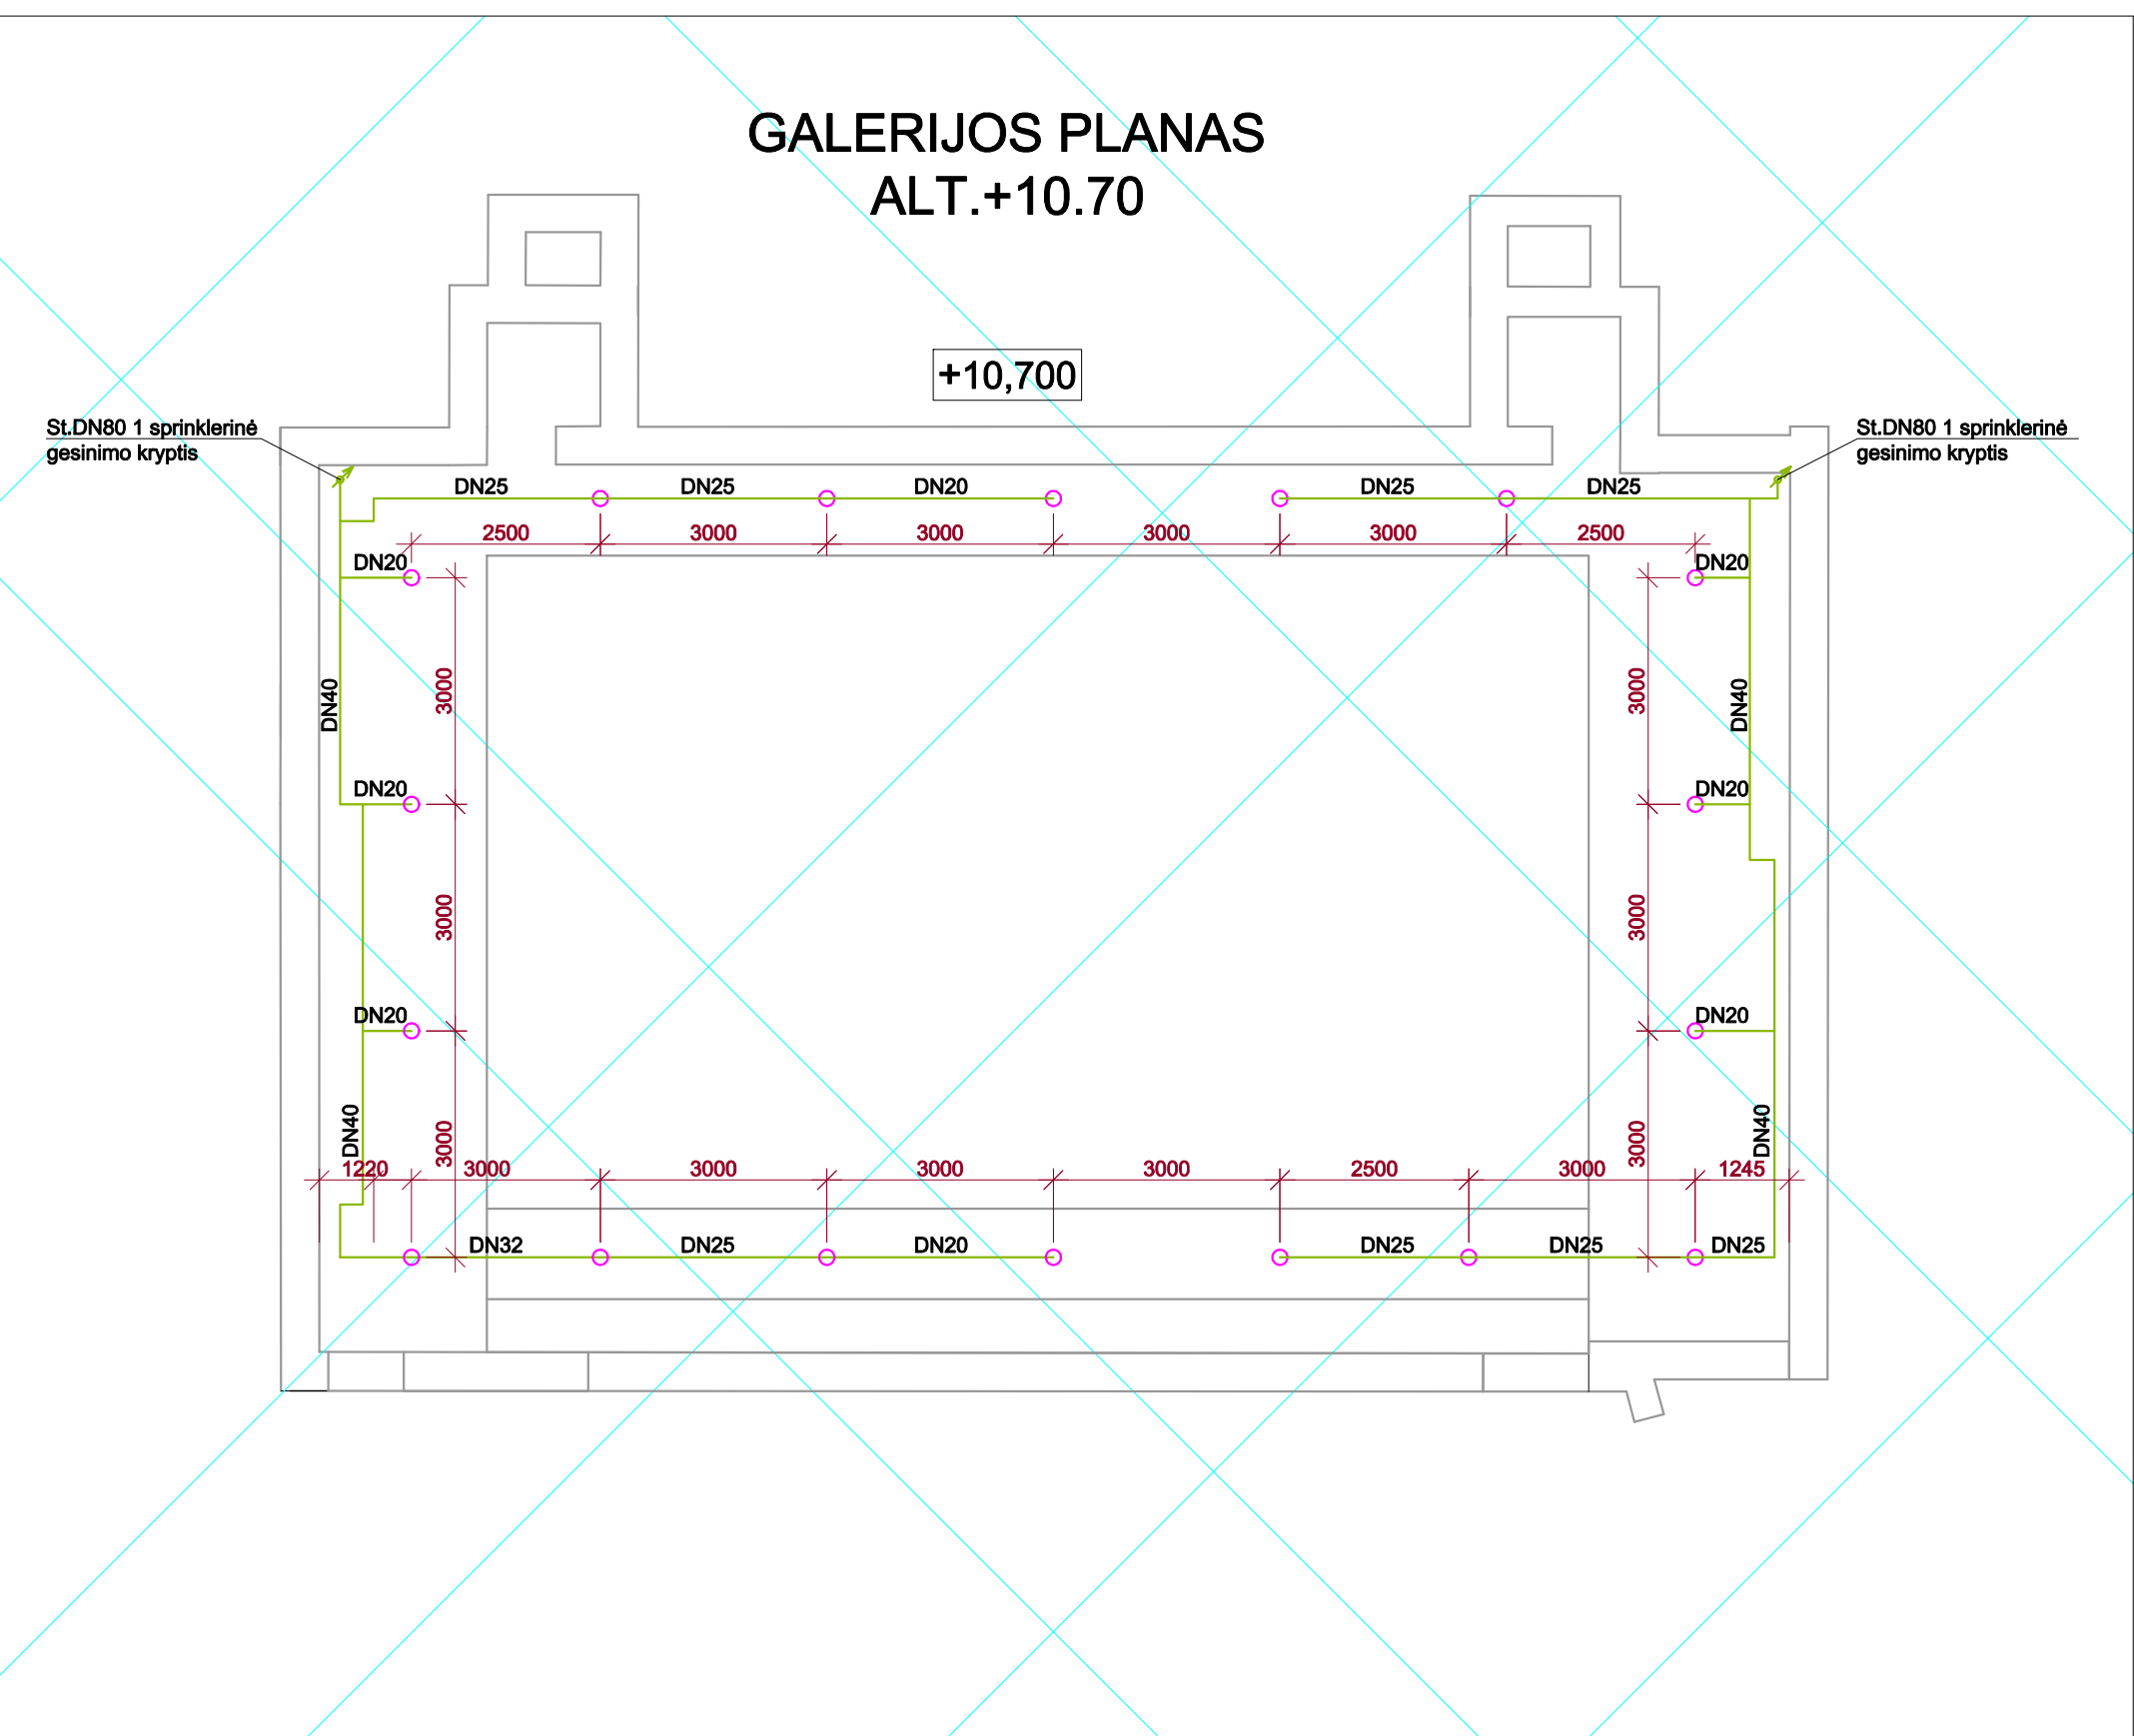 GALERIJOS PLANAS
ALT.+10.70
+10,700
St.DN80 1 sprinklerinė
gesinimo kryptis
St.DN80 1 sprinklerinė
gesinimo kryptis
DN25 DN25 DN20 DN25 DN25
2500 3000 3000 3000 3000 2500
DN20 DN20
3000 3000
DN40 DN40
DN20 DN20
3000 3000
DN20 DN20
DN40 DN40
3000 3000
1220 3000 3000 3000 3000 2500 3000 1245
DN32 DN25 DN20 DN25 DN25 DN25